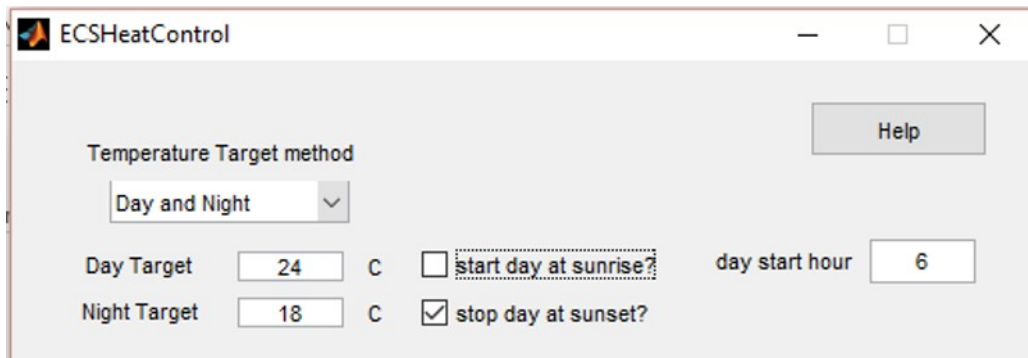 ECSHeatControl
Help
Temperature Target method
Day and Night
Day Target 24 C start day at sunrise? day start hour 6
Night Target 18 C stop day at sunset?